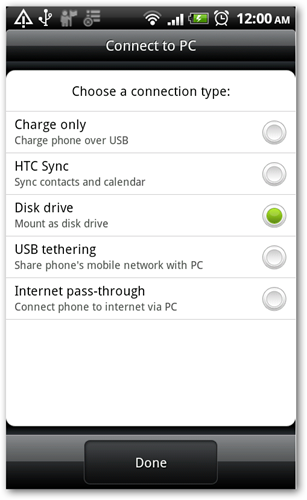 12:00 AM
Connect to PC
Choose a connection type:
Charge only
Charge phone over USB
HTC Sync
Sync contacts and calendar
Disk drive
Mount as disk drive
USB tethering
Share phone's mobile network with PC
Internet pass-through
Connect phone to internet via PC
Done